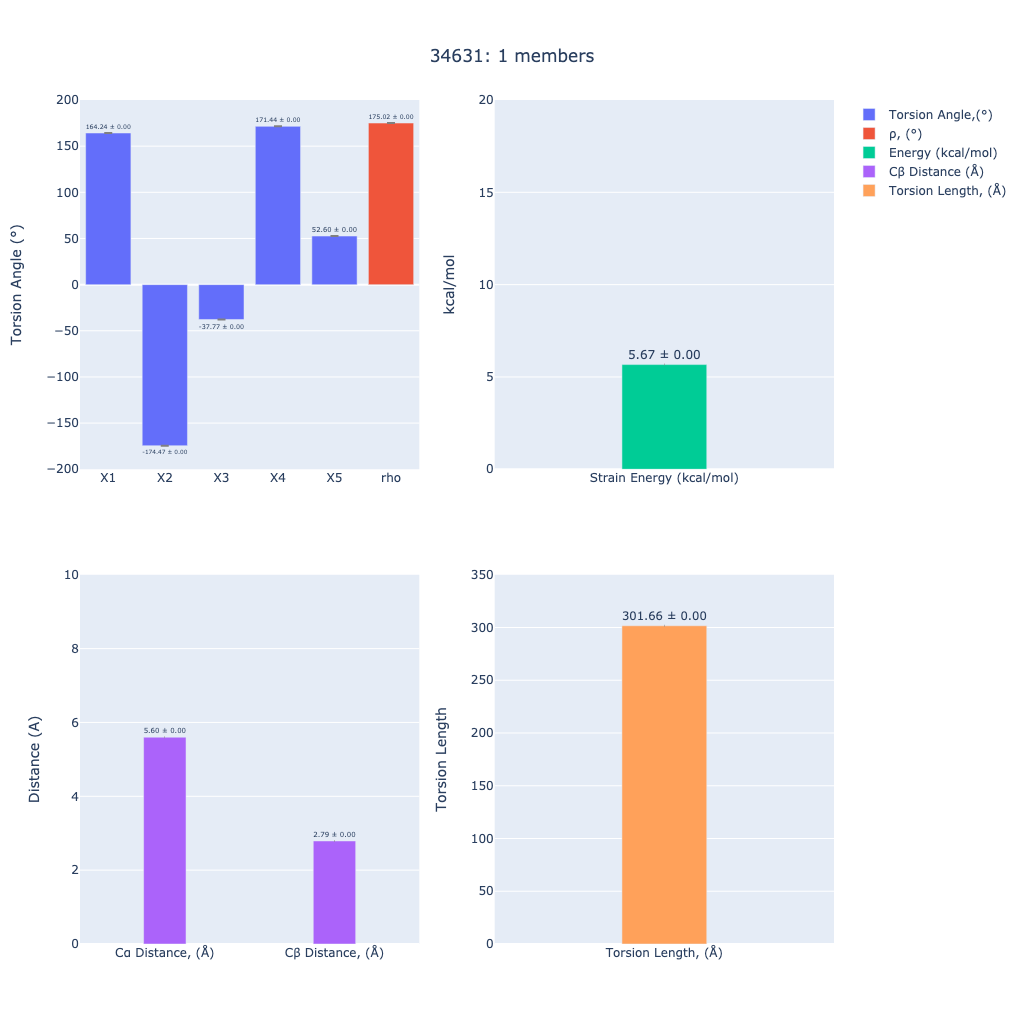 34631: 1 members
Torsion Angle (°)
200
150
100
50
0
−50
−100
−150
−200
164.24 ± 0.00
-174.47 ± 0.00
-37.77 ± 0.00
171.44 ± 0.00
52.60 ± 0.00
175.02 ± 0.00
X1 X2 X3 X4 X5 rho
kcal/mol
20
15
10
5
0
5.67 ± 0.00
Strain Energy (kcal/mol)
Torsion Angle,(°)
ρ, (°)
Energy (kcal/mol)
Cβ Distance (Å)
Torsion Length, (Å)
Distance (A)
10
8
6
4
2
0
5.60 ± 0.00
2.79 ± 0.00
Cα Distance, (Å) Cβ Distance, (Å)
Torsion Length
350
300
250
200
150
100
50
0
301.66 ± 0.00
Torsion Length, (Å)